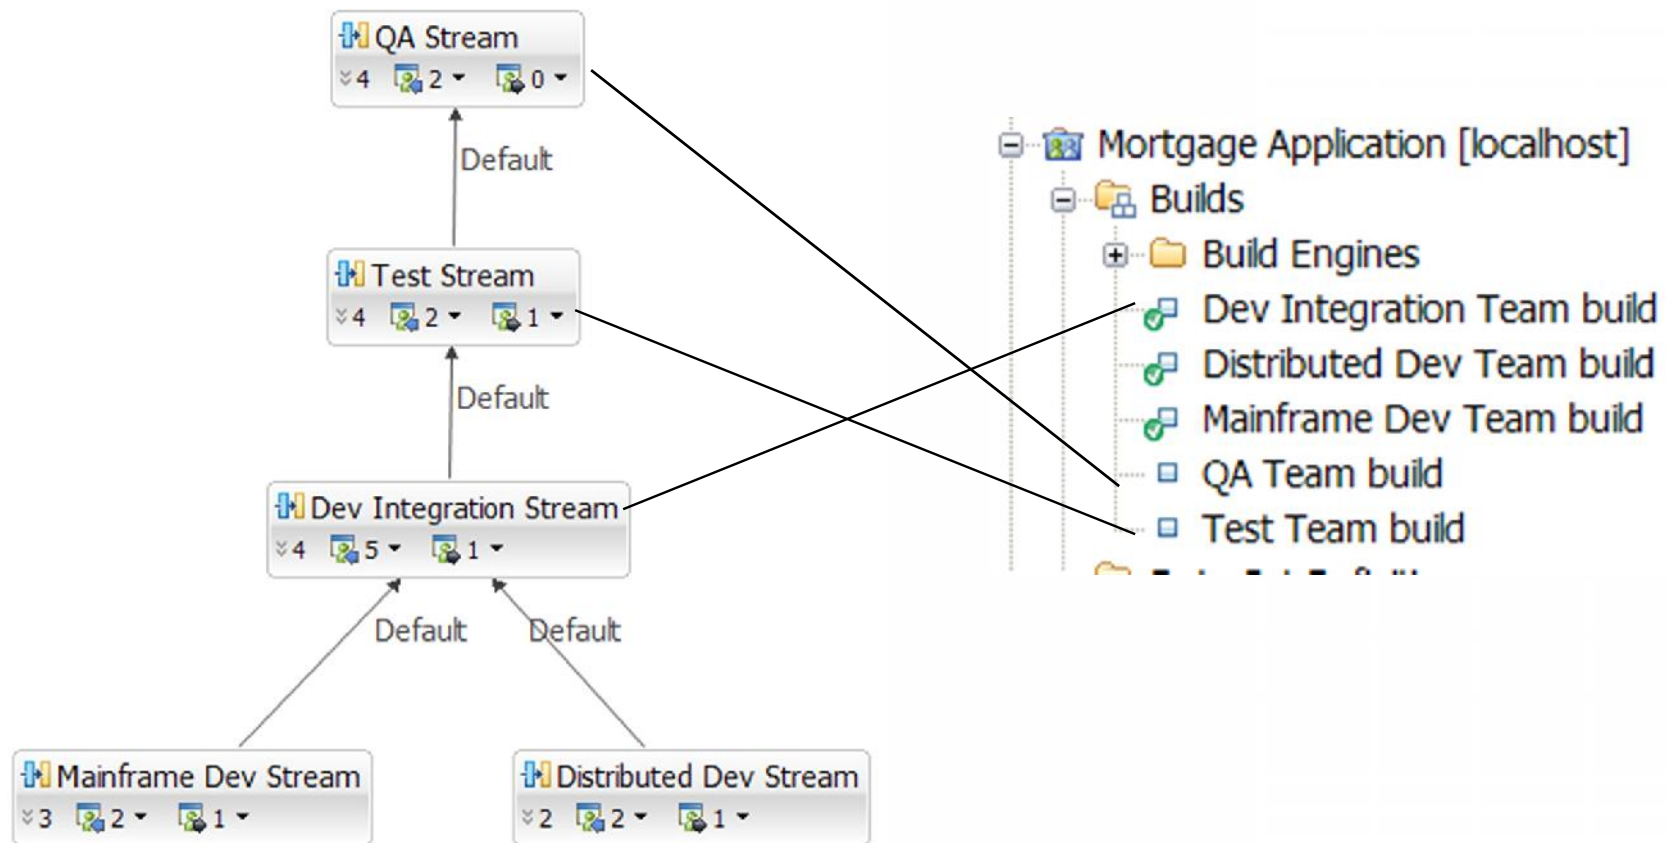 QA Stream
4 2 0
Default
Test Stream
4 2 1
Default
Dev Integration Stream
4 5 1
Default Default
Mainframe Dev Stream
3 2 1
Distributed Dev Stream
2 2 1
Mortgage Application [localhost]
Builds
Build Engines
Dev Integration Team build
Distributed Dev Team build
Mainframe Dev Team build
QA Team build
Test Team build